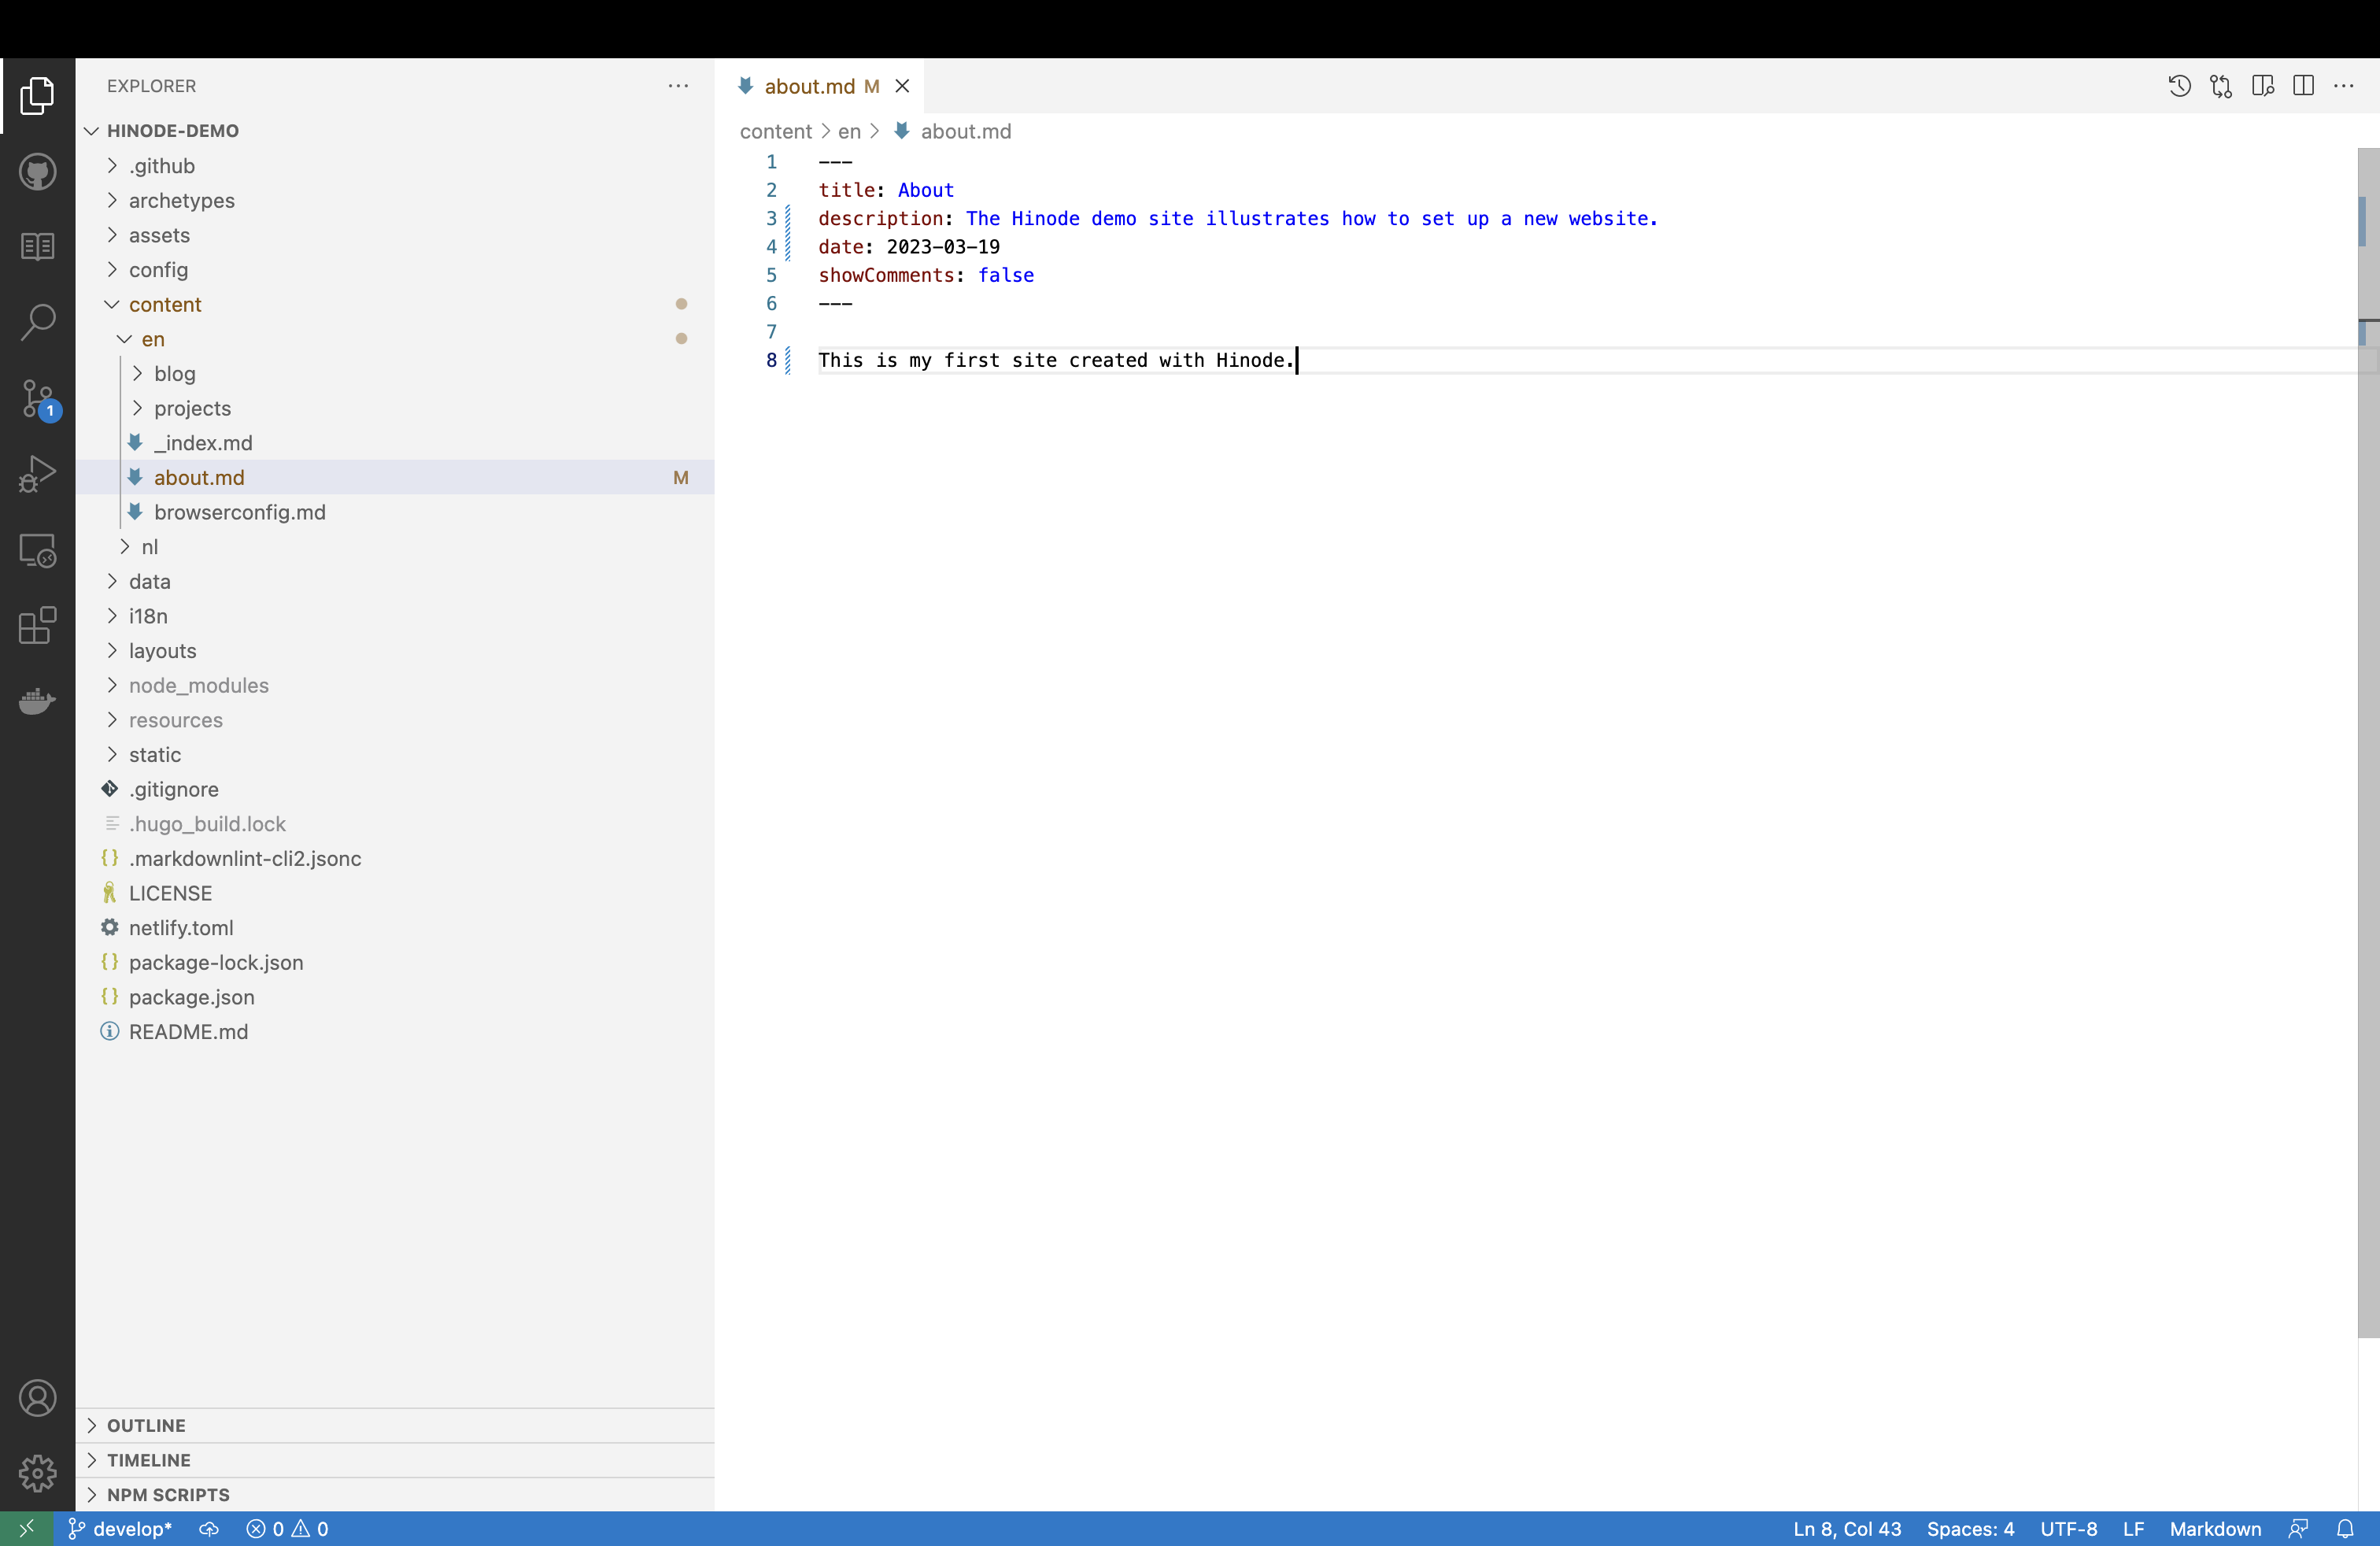 EXPLORER
HINODE-DEMO
.github
archetypes
assets
config
content
en
blog
projects
_index.md
about.md M
browserconfig.md
nl
data
i18n
layouts
node_modules
resources
static
.gitignore
.hugo_build.lock
{} .markdownlint-cli2.jsonc
LICENSE
netlify.toml
{} package-lock.json
{} package.json
README.md
OUTLINE
TIMELINE
NPM SCRIPTS
1
about.md M
content > en > about.md
1 ---
2 title: About
3 description: The Hinode demo site illustrates how to set up a new website.
4 date: 2023-03-19
5 showComments: false
6 ---
7
8 This is my first site created with Hinode.
develop* 0 0 Ln 8, Col 43 Spaces: 4 UTF-8 LF Markdown